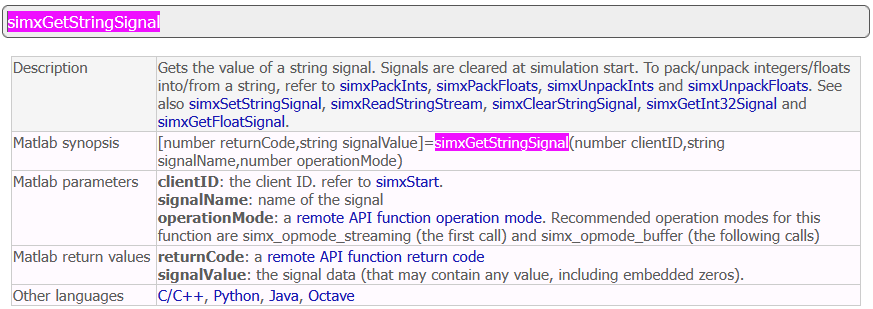 simxGetStringSignal
Description
Gets the value of a string signal. Signals are cleared at simulation start. To pack/unpack integers/floats
into/from a string, refer to simxPackInts, simxPackFloats, simxUnpackInts and simxUnpackFloats. See
also simxSetStringSignal, simxReadStringStream, simxClearStringSignal, simxGetInt32Signal and
simxGetFloatSignal.
Matlab synopsis
[number returnCode,string signalValue]=simxGetStringSignal(number clientID,string
signalName,number operationMode)
Matlab parameters
clientID: the client ID. refer to simxStart.
signalName: name of the signal
operationMode: a remote API function operation mode. Recommended operation modes for this
function are simx_opmode_streaming (the first call) and simx_opmode_buffer (the following calls)
Matlab return values
returnCode: a remote API function return code
signalValue: the signal data (that may contain any value, including embedded zeros).
Other languages
C/C++, Python, Java, Octave